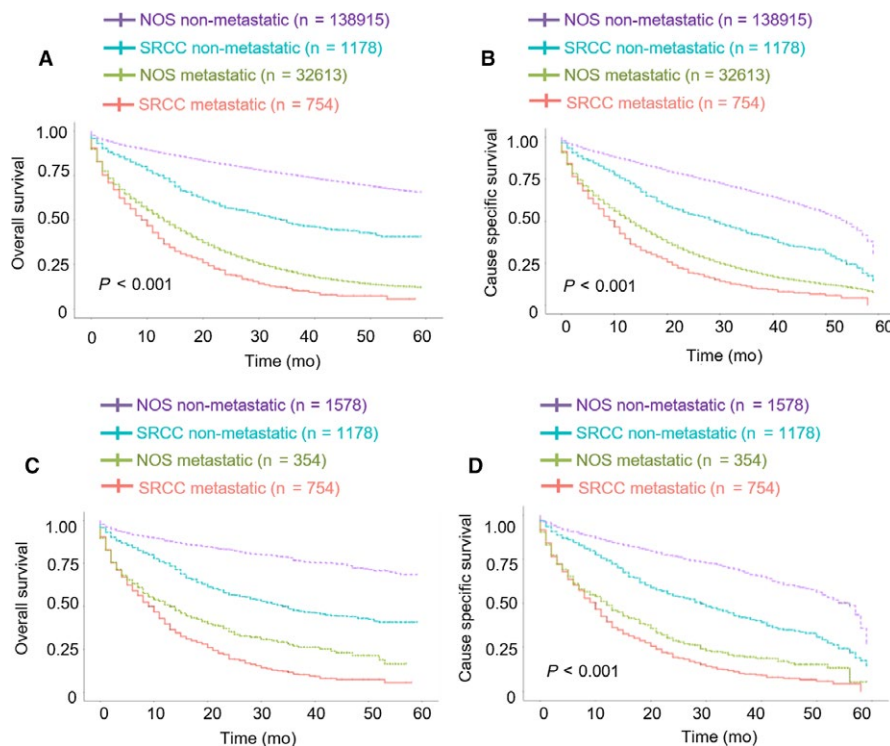 A
NOS non-metastatic (n = 138915)
SRCC non-metastatic (n = 1178)
NOS metastatic (n = 32613)
SRCC metastatic (n = 754)
Overall survival
1.00
0.75
0.50
0.25
0
P < 0.001
0 10 20 30 40 50 60
Time (mo)
B
NOS non-metastatic (n = 138915)
SRCC non-metastatic (n = 1178)
NOS metastatic (n = 32613)
SRCC metastatic (n = 754)
Cause specific survival
1.00
0.75
0.50
0.25
0
P < 0.001
0 10 20 30 40 50 60
Time (mo)
C
NOS non-metastatic (n = 1578)
SRCC non-metastatic (n = 1178)
NOS metastatic (n = 354)
SRCC metastatic (n = 754)
Overall survival
1.00
0.75
0.50
0.25
0
0 10 20 30 40 50 60
Time (mo)
D
NOS non-metastatic (n = 1578)
SRCC non-metastatic (n = 1178)
NOS metastatic (n = 354)
SRCC metastatic (n = 754)
Cause specific survival
1.00
0.75
0.50
0.25
0
P < 0.001
0 10 20 30 40 50 60
Time (mo)